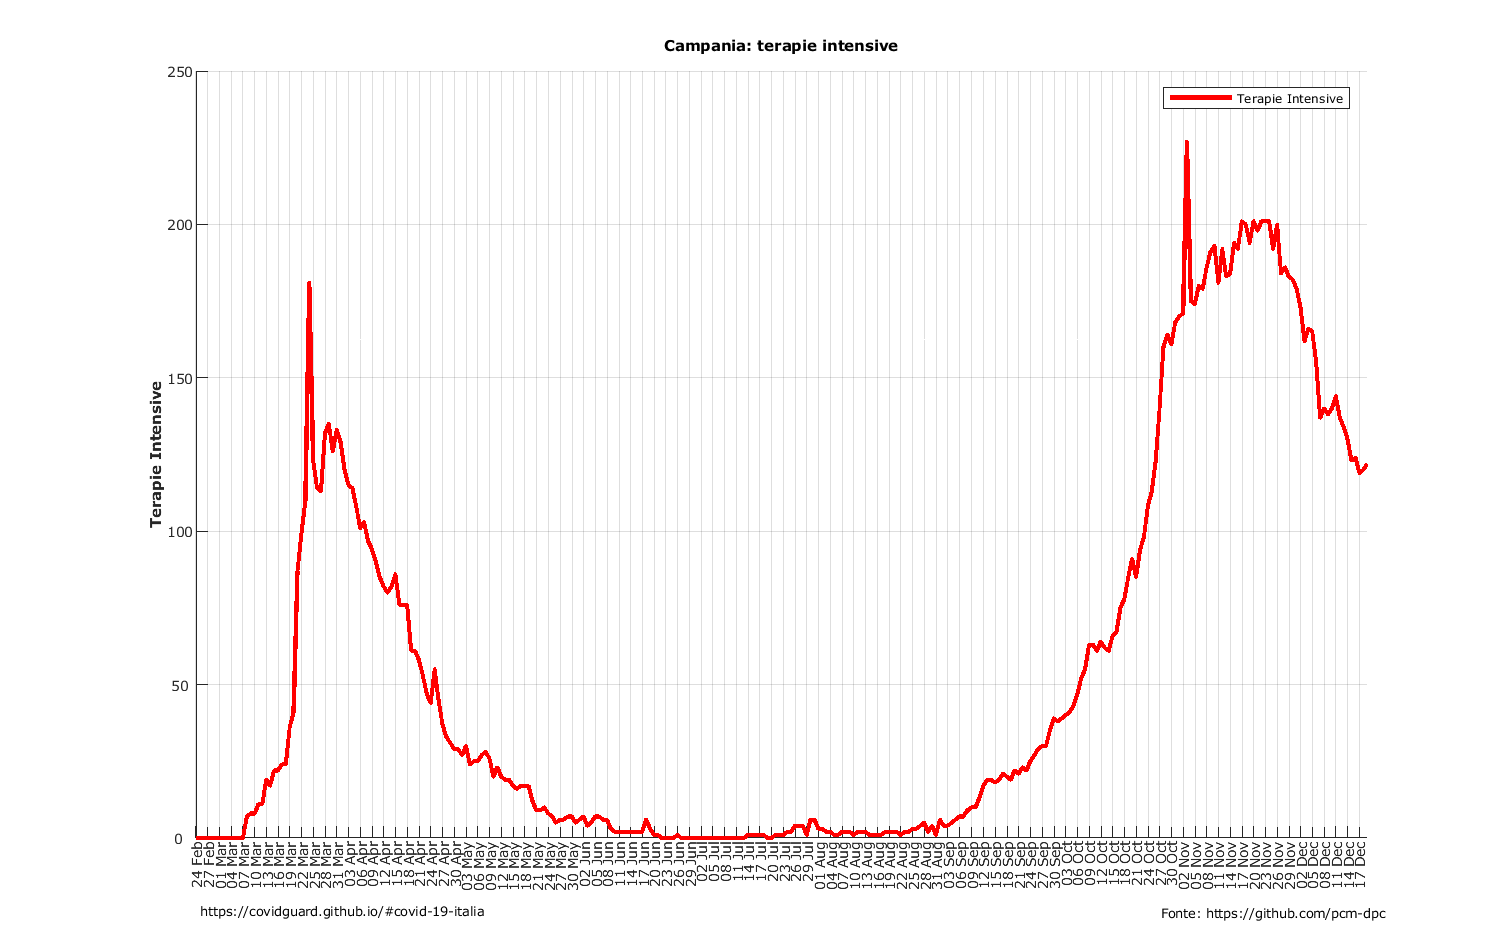 Campania: terapie intensive
Terapie Intensive
Terapie Intensive
250
200
150
100
50
0
24 Feb
27 Feb
01 Mar
04 Mar
07 Mar
10 Mar
13 Mar
16 Mar
19 Mar
22 Mar
25 Mar
28 Mar
31 Mar
03 Apr
06 Apr
09 Apr
12 Apr
15 Apr
18 Apr
21 Apr
24 Apr
27 Apr
30 Apr
03 May
06 May
09 May
12 May
15 May
18 May
21 May
24 May
27 May
30 May
02 Jun
05 Jun
08 Jun
11 Jun
14 Jun
17 Jun
20 Jun
23 Jun
26 Jun
29 Jun
02 Jul
05 Jul
08 Jul
11 Jul
14 Jul
17 Jul
20 Jul
23 Jul
26 Jul
29 Jul
01 Aug
04 Aug
07 Aug
10 Aug
13 Aug
16 Aug
19 Aug
22 Aug
25 Aug
28 Aug
31 Aug
03 Sep
06 Sep
09 Sep
12 Sep
15 Sep
18 Sep
21 Sep
24 Sep
27 Sep
30 Sep
03 Oct
06 Oct
09 Oct
12 Oct
15 Oct
18 Oct
21 Oct
24 Oct
27 Oct
30 Oct
02 Nov
05 Nov
08 Nov
11 Nov
14 Nov
17 Nov
20 Nov
23 Nov
26 Nov
29 Nov
02 Dec
05 Dec
08 Dec
11 Dec
14 Dec
17 Dec
https://covidguard.github.io/#covid-19-italia
Fonte: https://github.com/pcm-dpc